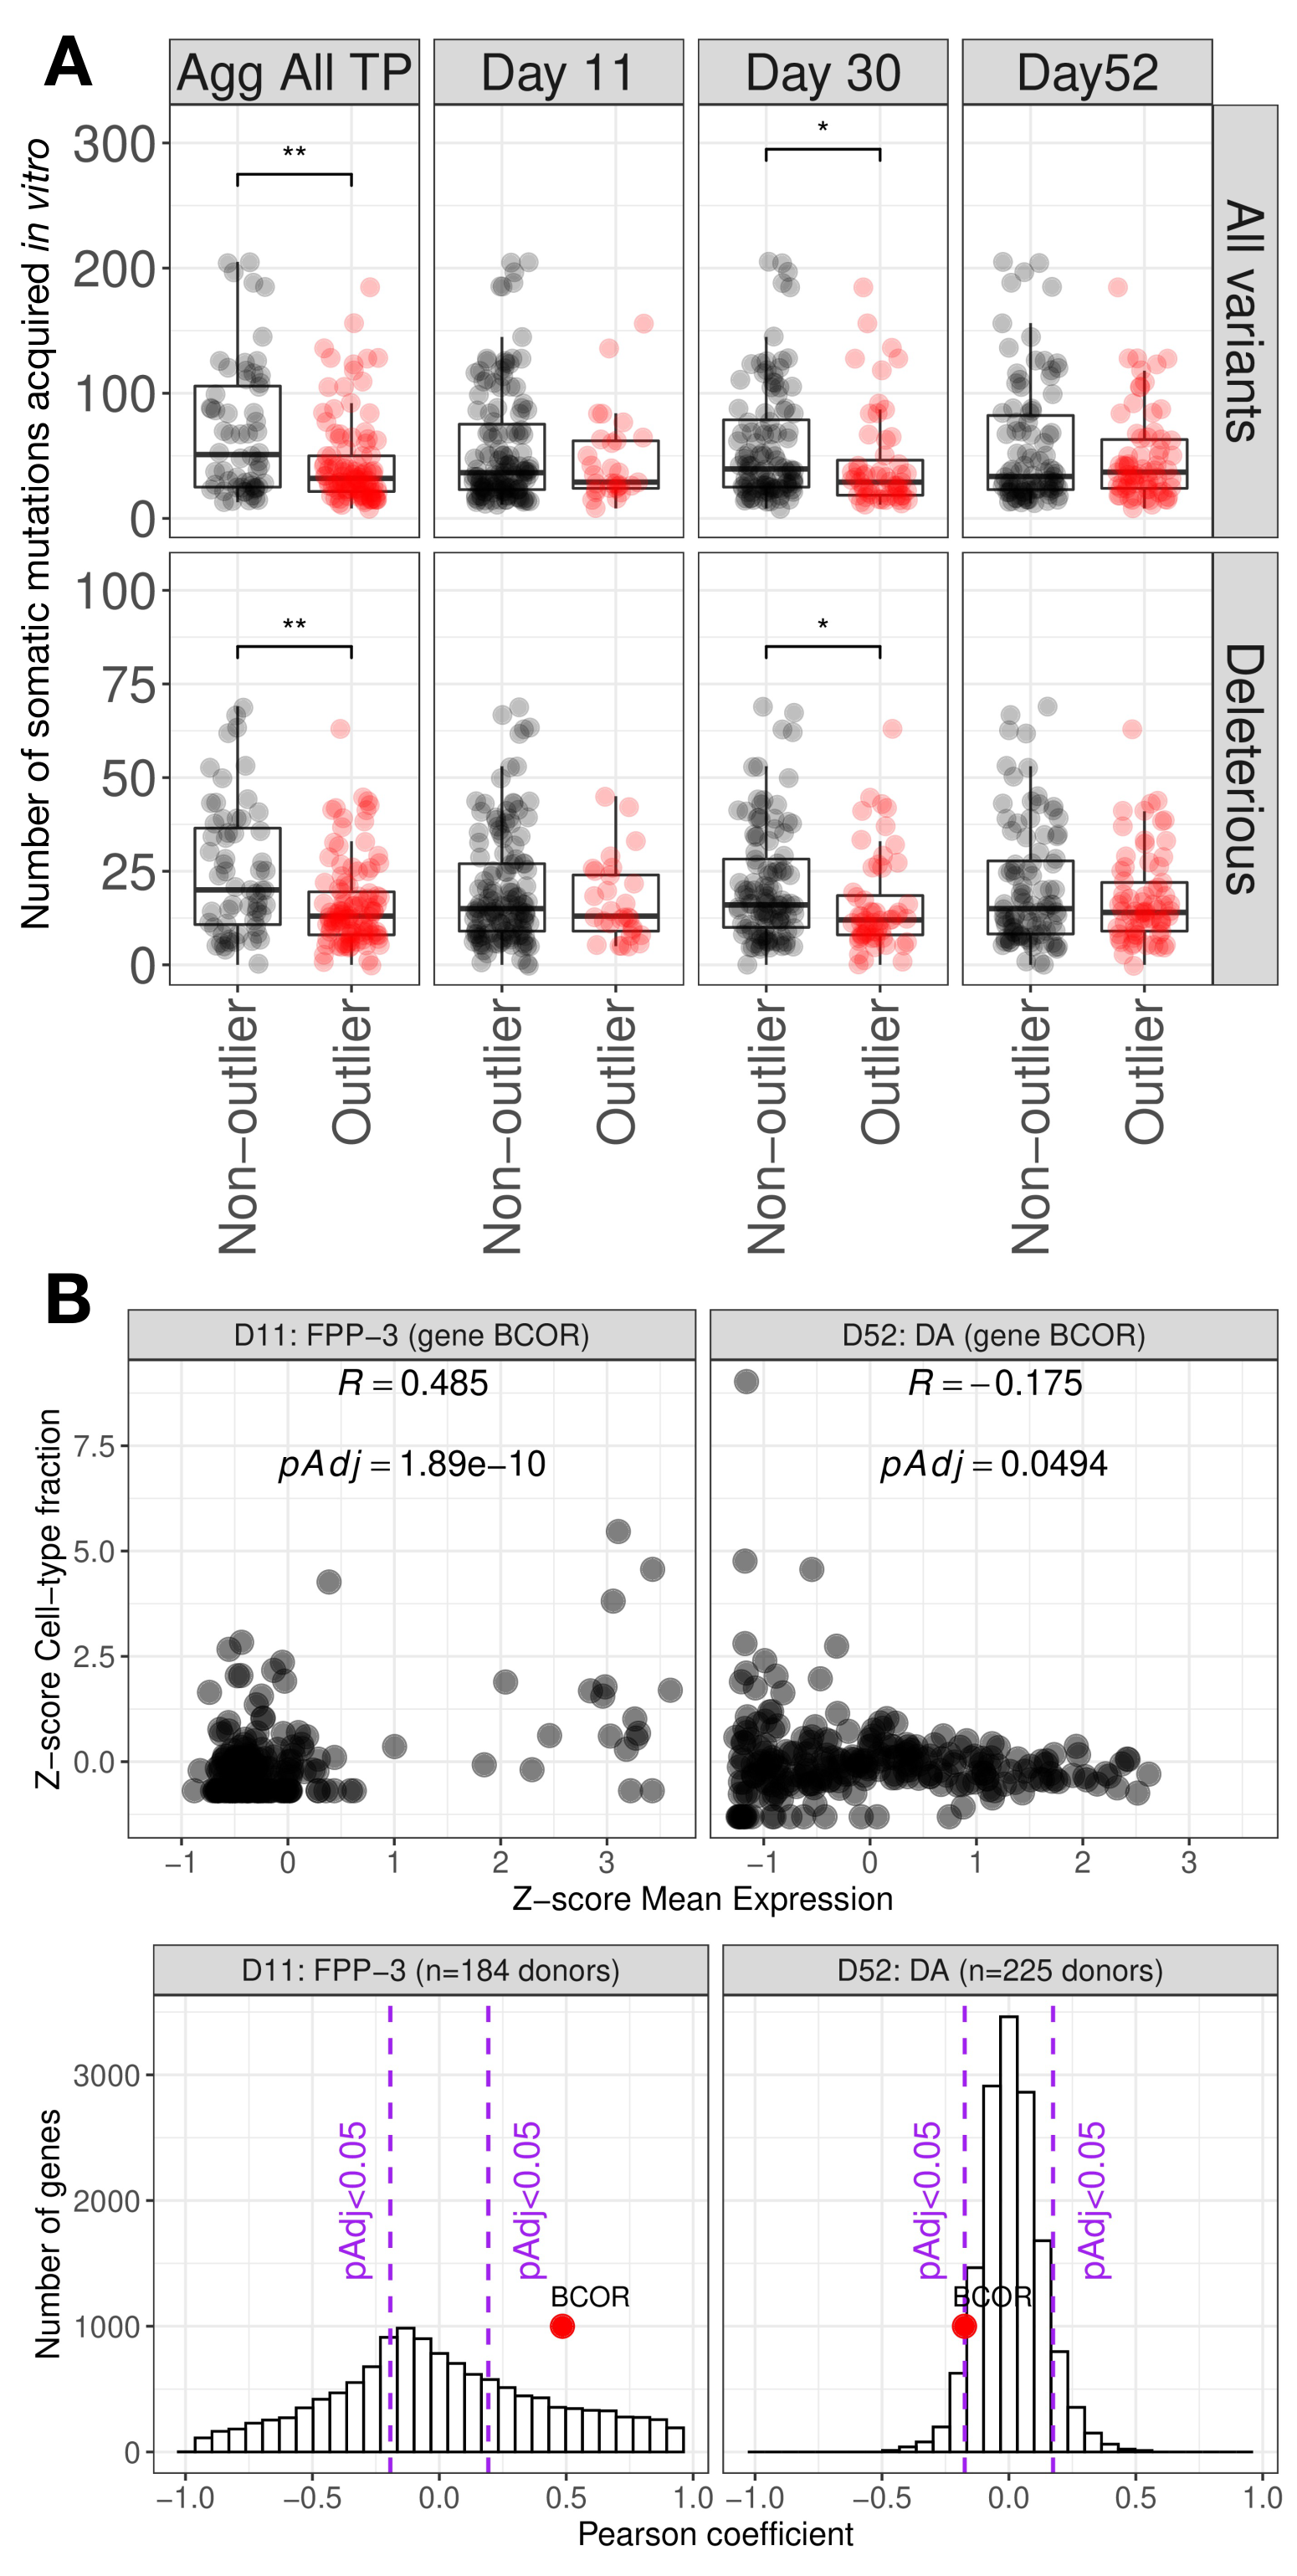 A
Agg All TP
Day 11
Day 30
Day52
Number of somatic mutations acquired in vitro
300
200
100
0
**
*
All variants
100
75
50
25
0
**
*
Deleterious
Non−outlier
Outlier
Non−outlier
Outlier
Non−outlier
Outlier
Non−outlier
Outlier
B
D11: FPP−3 (gene BCOR)
D52: DA (gene BCOR)
Z−score Cell−type fraction
7.5
5.0
2.5
0.0
R = 0.485
pAdj = 1.89e−10
R = −0.175
pAdj = 0.0494
−1
0
1
2
3
−1
0
1
2
3
Z−score Mean Expression
D11: FPP−3 (n=184 donors)
D52: DA (n=225 donors)
Number of genes
3000
2000
1000
0
pAdj<0.05
pAdj<0.05
BCOR
pAdj<0.05
pAdj<0.05
BCOR
−1.0
−0.5
0.0
0.5
1.0
−1.0
−0.5
0.0
0.5
1.0
Pearson coefficient